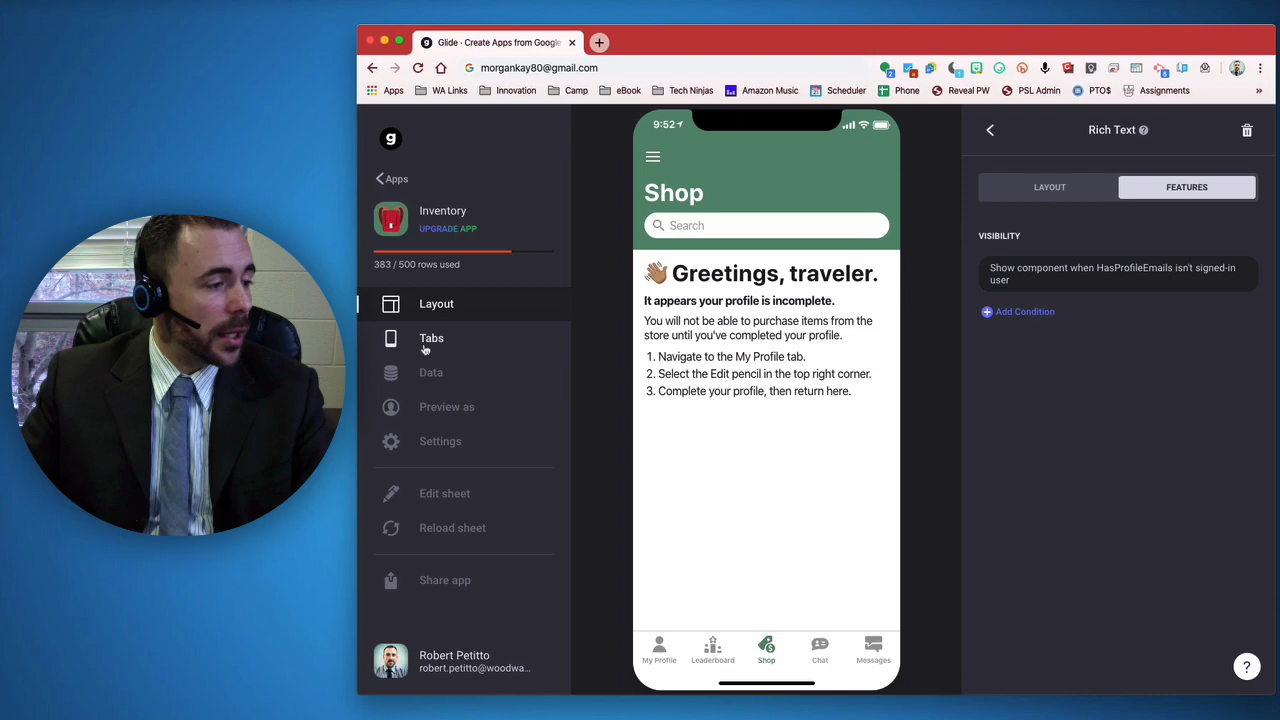 g Glide - Create Apps from Google
morgankay80@gmail.com
2 x 1 6
Apps WA Links Innovation Camp eBook Tech Ninjas Amazon Music Scheduler Phone Reveal PW PSL Admin PTO$ Assignments »
g
Apps
Inventory
UPGRADE APP
383 / 500 rows used
Layout
Tabs
Data
Preview as
Settings
Edit sheet
Reload sheet
Share app
Robert Petitto
robert.petitto@woodwa...
9:52
Shop
Search
👋🏽 Greetings, traveler.
It appears your profile is incomplete.
You will not be able to purchase items from the
store until you've completed your profile.
1. Navigate to the My Profile tab.
2. Select the Edit pencil in the top right corner.
3. Complete your profile, then return here.
My Profile Leaderboard Shop Chat Messages
Rich Text ?
LAYOUT FEATURES
VISIBILITY
Show component when HasProfileEmails isn't signed-in
user
Add Condition
?